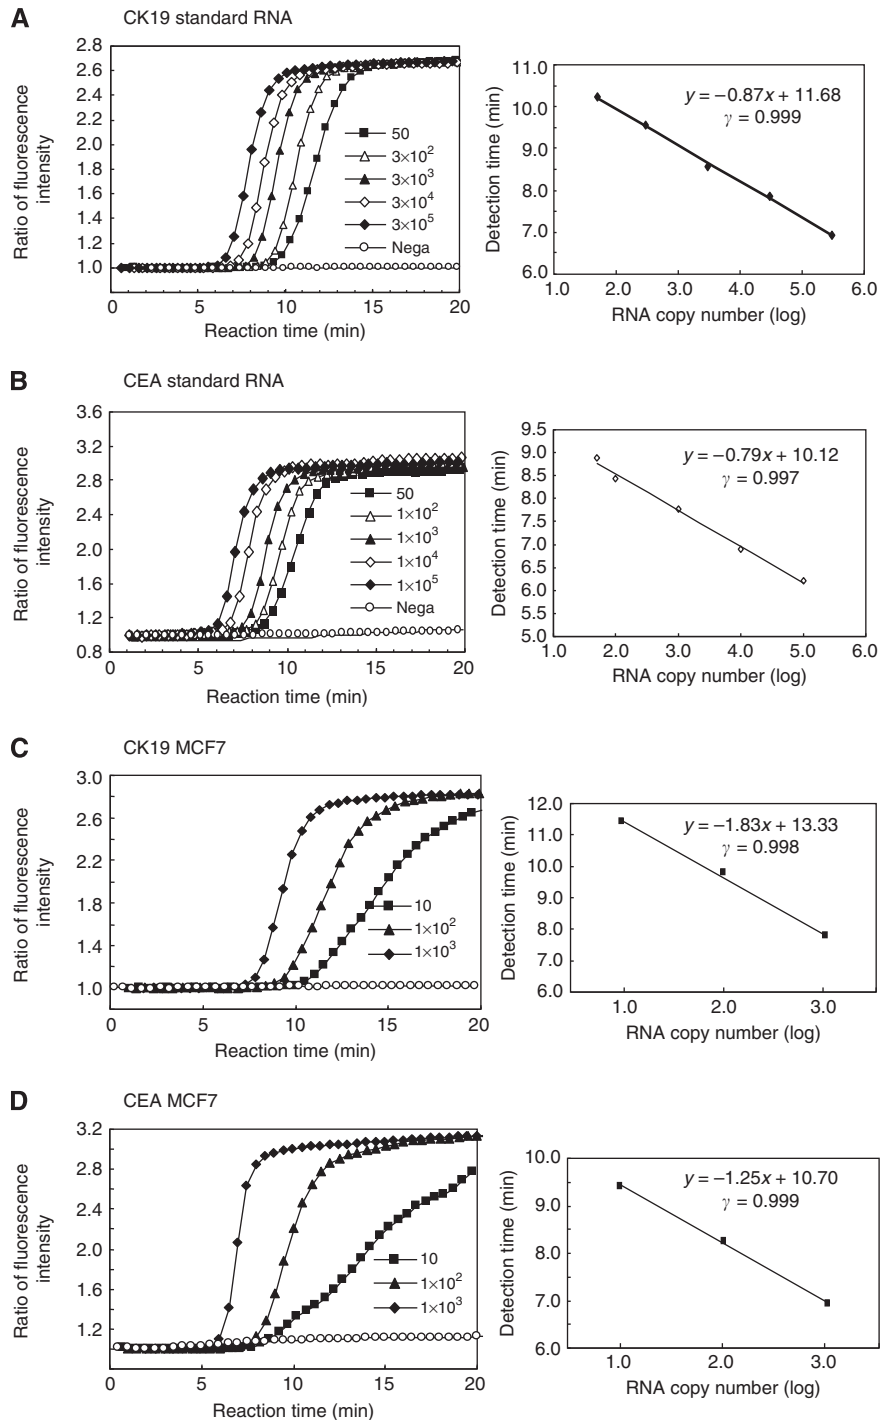 A
CK19 standard RNA
2.8
2.6
2.4
2.2
2.0
1.8
1.6
1.4
1.2
1.0
Ratio of fluorescence
intensity
50
3×10²
3×10³
3×10⁴
3×10⁵
Nega
0 5 10 15 20
Reaction time (min)
11.0
10.0
9.0
8.0
7.0
6.0
Detection time (min)
y = −0.87x + 11.68
γ = 0.999
1.0 2.0 3.0 4.0 5.0 6.0
RNA copy number (log)
B
CEA standard RNA
3.6
3.2
2.8
2.4
2.0
1.6
1.2
0.8
Ratio of fluorescence
intensity
50
1×10²
1×10³
1×10⁴
1×10⁵
Nega
0 5 10 15 20
Reaction time (min)
9.5
9.0
8.5
8.0
7.5
7.0
6.5
6.0
5.5
5.0
Detection time (min)
y = −0.79x + 10.12
γ = 0.997
1.0 2.0 3.0 4.0 5.0 6.0
RNA copy number (log)
C
CK19 MCF7
3.0
2.6
2.2
1.8
1.4
1.0
Ratio of fluorescence
intensity
10
1×10²
1×10³
0 5 10 15 20
Reaction time (min)
12.0
11.0
10.0
9.0
8.0
7.0
6.0
Detection time (min)
y = −1.83x + 13.33
γ = 0.998
1.0 2.0 3.0
RNA copy number (log)
D
CEA MCF7
3.2
2.8
2.4
2.0
1.6
1.2
Ratio of fluorescence
intensity
10
1×10²
1×10³
0 5 10 15 20
Reaction time (min)
10.0
9.0
8.0
7.0
6.0
Detection time (min)
y = −1.25x + 10.70
γ = 0.999
1.0 2.0 3.0
RNA copy number (log)